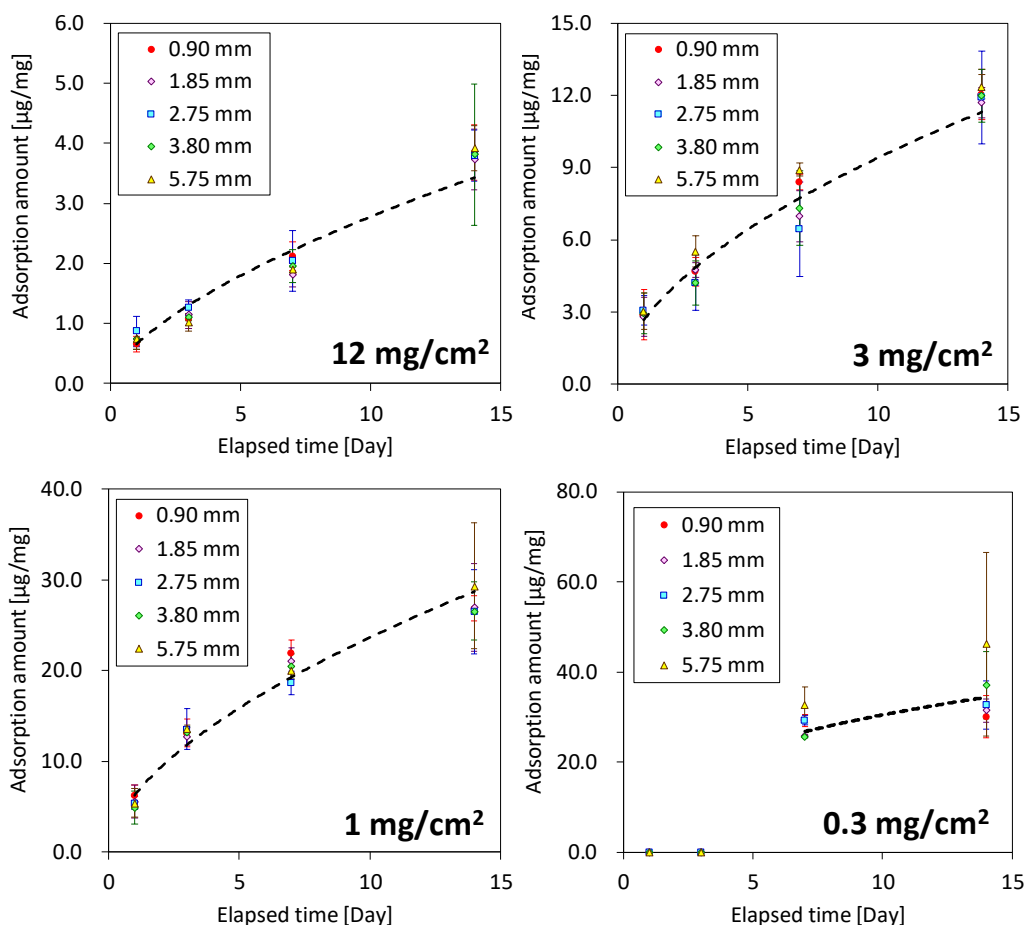 6.0
5.0
4.0
3.0
2.0
1.0
0.0
Adsorption amount [µg/mg]
0.90 mm
1.85 mm
2.75 mm
3.80 mm
5.75 mm
12 mg/cm²
0
5
10
15
Elapsed time [Day]
15.0
12.0
9.0
6.0
3.0
0.0
Adsorption amount [µg/mg]
0.90 mm
1.85 mm
2.75 mm
3.80 mm
5.75 mm
3 mg/cm²
0
5
10
15
Elapsed time [Day]
40.0
30.0
20.0
10.0
0.0
Adsorption amount [µg/mg]
0.90 mm
1.85 mm
2.75 mm
3.80 mm
5.75 mm
1 mg/cm²
0
5
10
15
Elapsed time [Day]
80.0
60.0
40.0
20.0
0.0
Adsorption amount [µg/mg]
0.90 mm
1.85 mm
2.75 mm
3.80 mm
5.75 mm
0.3 mg/cm²
0
5
10
15
Elapsed time [Day]